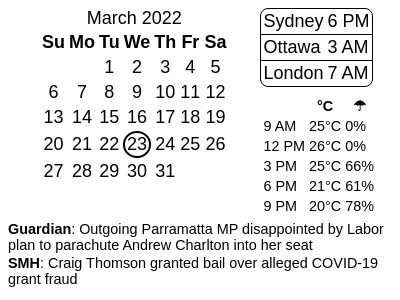 March 2022
Su Mo Tu We Th Fr Sa
1 2 3 4 5
6 7 8 9 10 11 12
13 14 15 16 17 18 19
20 21 22 23 24 25 26
27 28 29 30 31
Sydney 6 PM
Ottawa 3 AM
London 7 AM
°C ☂
9 AM 25°C 0%
12 PM 26°C 0%
3 PM 25°C 66%
6 PM 21°C 61%
9 PM 20°C 78%
Guardian: Outgoing Parramatta MP disappointed by Labor
plan to parachute Andrew Charlton into her seat
SMH: Craig Thomson granted bail over alleged COVID-19
grant fraud